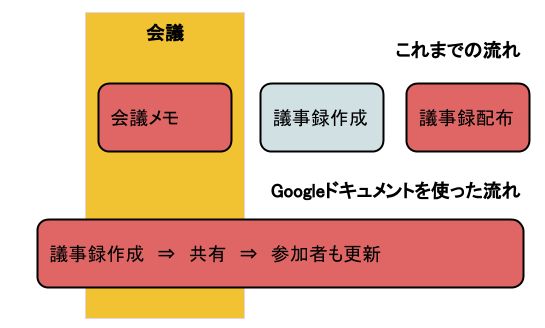 会議
これまでの流れ
会議メモ
議事録作成
議事録配布
Googleドキュメントを使った流れ
議事録作成 ⇒ 共有 ⇒ 参加者も更新